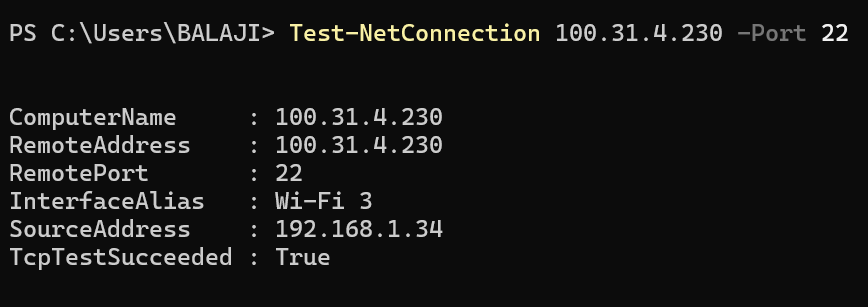 PS C:\Users\BALAJI> Test-NetConnection 100.31.4.230 -Port 22
ComputerName     : 100.31.4.230
RemoteAddress    : 100.31.4.230
RemotePort       : 22
InterfaceAlias   : Wi-Fi 3
SourceAddress    : 192.168.1.34
TcpTestSucceeded : True